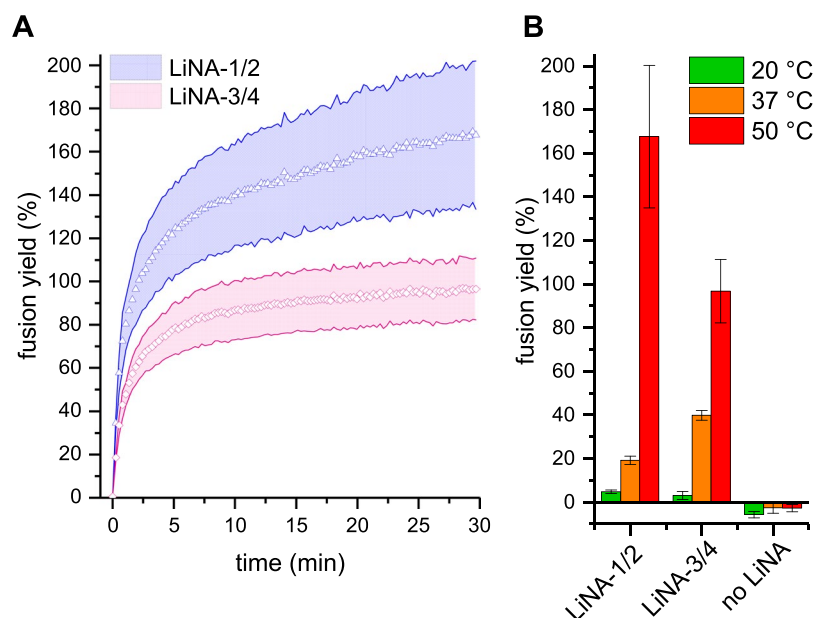 A
LiNA-1/2
LiNA-3/4
fusion yield (%)
200
180
160
140
120
100
80
60
40
20
0
0 5 10 15 20 25 30
time (min)
B
20 °C
37 °C
50 °C
fusion yield (%)
200
180
160
140
120
100
80
60
40
20
0
LiNA-1/2
LiNA-3/4
no LiNA